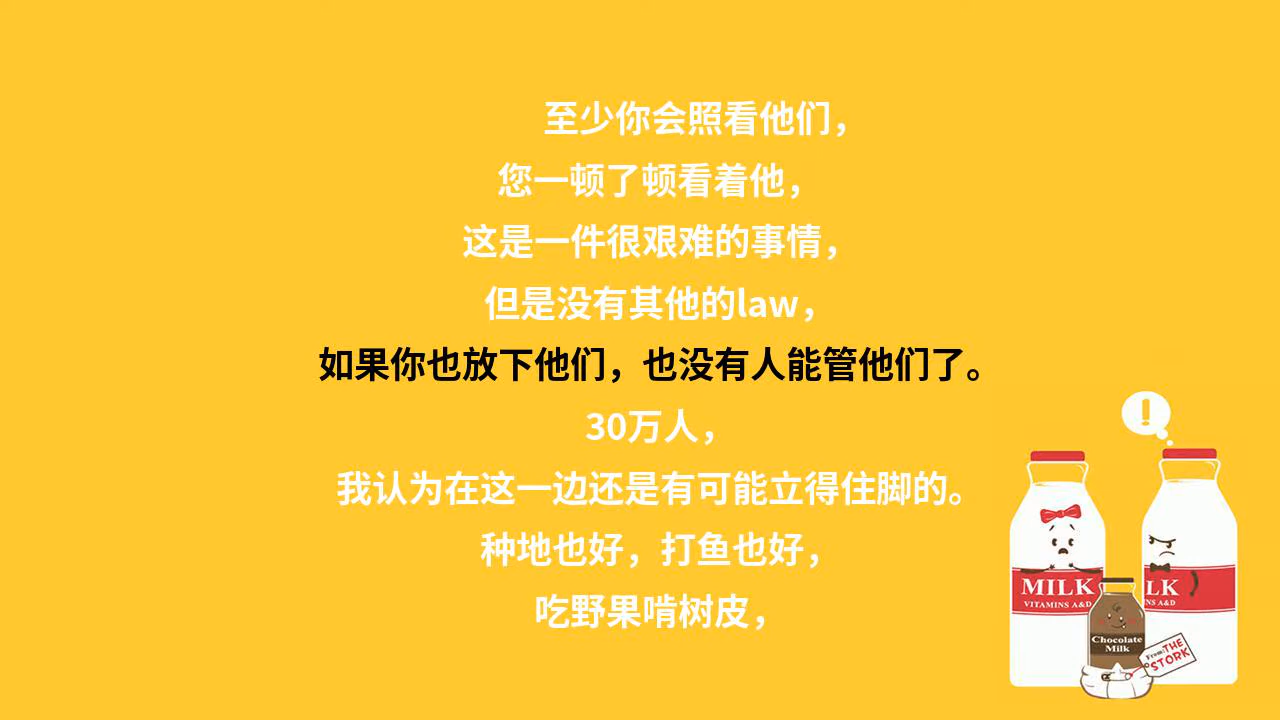 至少你会照看他们，
您一顿了顿看着他，
这是一件很艰难的事情，
但是没有其他的law，
如果你也放下他们，也没有人能管他们了。
30万人，
我认为在这一边还是有可能立得住脚的。
种地也好，打鱼也好，
吃野果啃树皮，
!
MILK
VITAMINS A&D
LK
NS A&D
Chocolate
Milk
From: THE
STORK